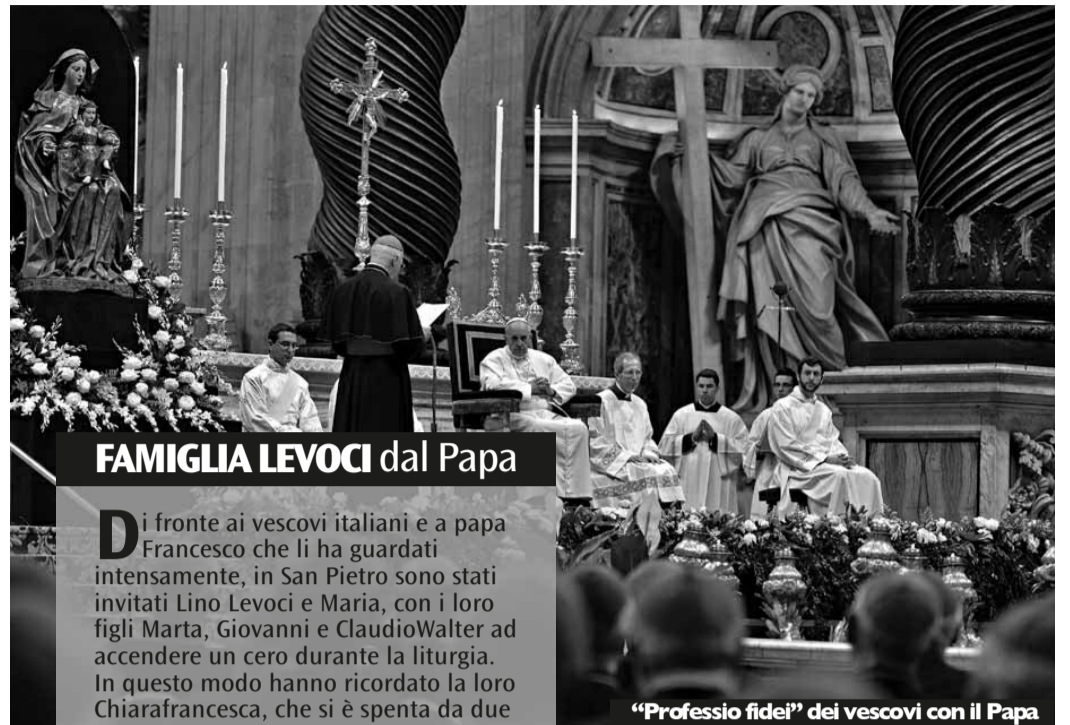 FAMIGLIA LEVOCI dal Papa
Di fronte ai vescovi italiani e a papa
Francesco che li ha guardati
intensamente, in San Pietro sono stati
invitati Lino Levoci e Maria, con i loro
figli Marta, Giovanni e ClaudioWalter ad
accendere un cero durante la liturgia.
In questo modo hanno ricordato la loro
Chiarafrancesca, che si è spenta da due
“Professio fidei” dei vescovi con il Papa